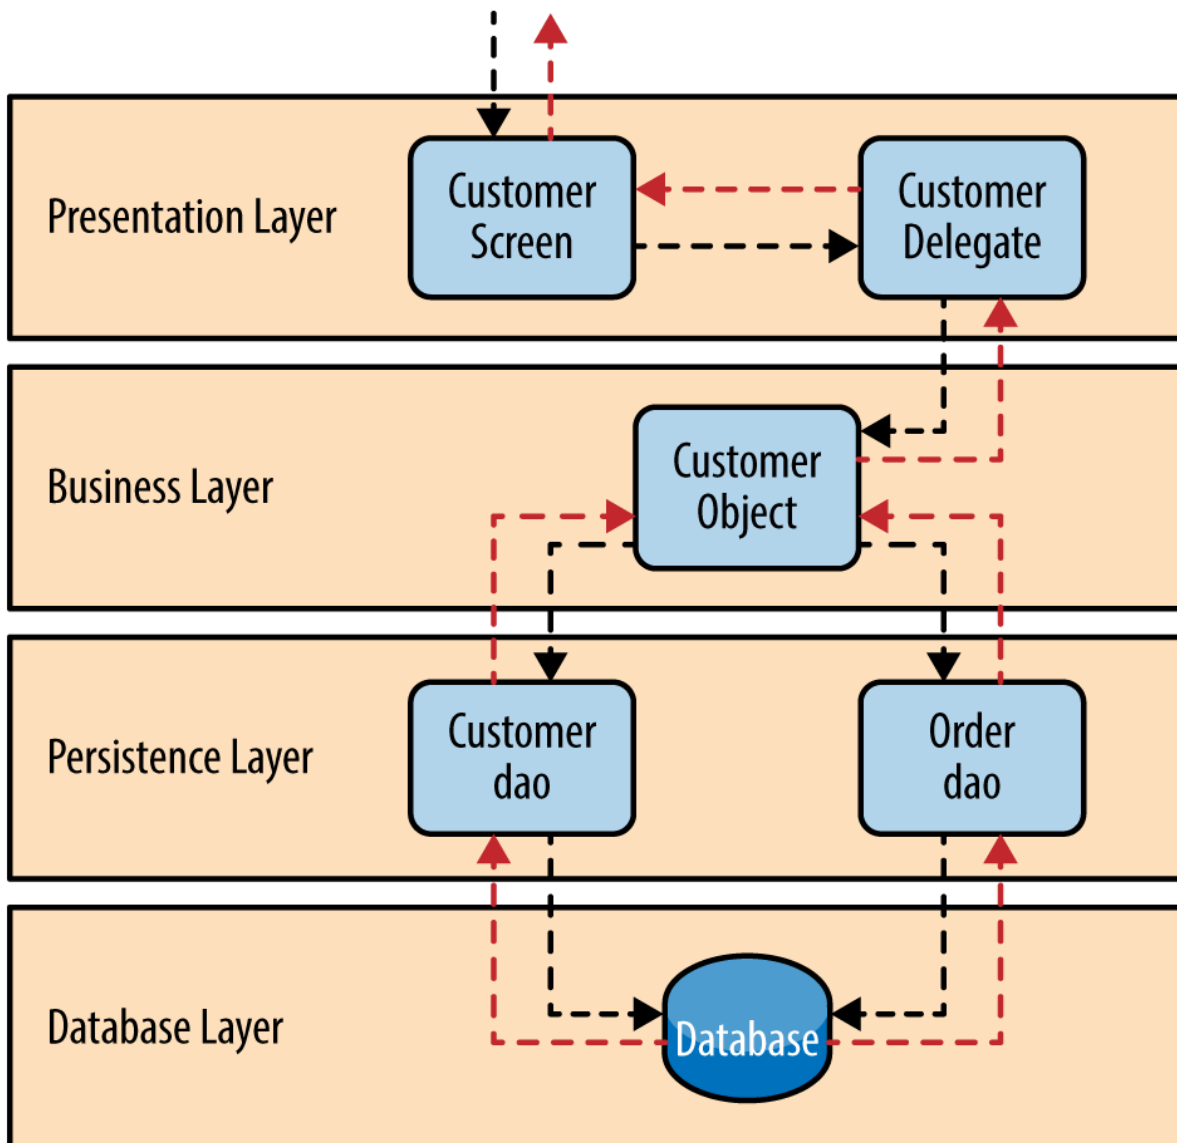 Presentation Layer
Customer
Screen
Customer
Delegate
Business Layer
Customer
Object
Persistence Layer
Customer
dao
Order
dao
Database Layer
Database